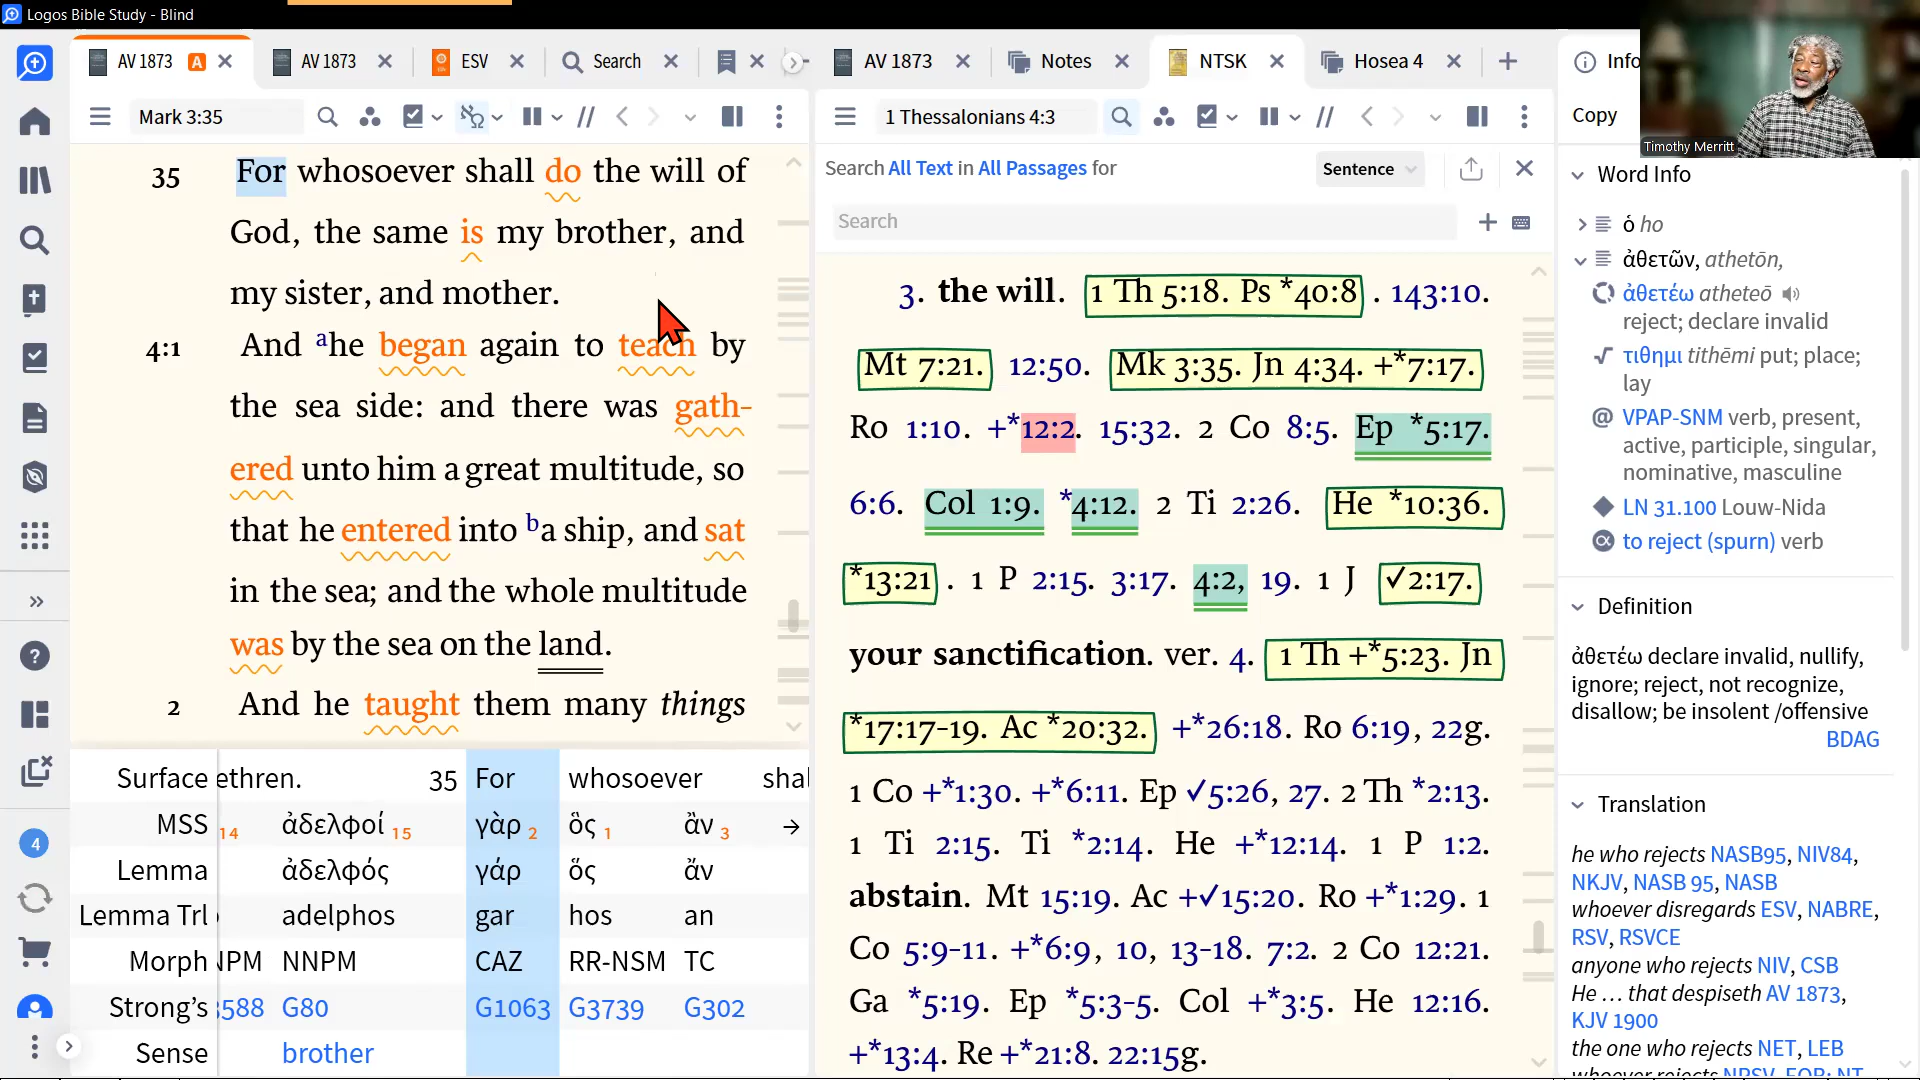 Logos Bible Study - Blind
AV 1873 A
AV 1873
ESV
Search
AV 1873
Notes
NTSK
Hosea 4
Info
Mark 3:35
1 Thessalonians 4:3
Copy
Timothy Merritt
35 For whosoever shall do the will of
God, the same is my brother, and
my sister, and mother.
4:1 And ahe began again to teach by
the sea side: and there was gath-
ered unto him a great multitude, so
that he entered into ba ship, and sat
in the sea; and the whole multitude
was by the sea on the land.
2 And he taught them many things
Surface ethren. 35 For whosoever shal
MSS 14 ἀδελφοί 15 γὰρ 2 ὃς 1 ἂν 3 →
Lemma ἀδελφός γάρ ὅς ἄν
Lemma Trl adelphos gar hos an
Morph NPM NNPM CAZ RR-NSM TC
Strong's 3588 G80 G1063 G3739 G302
Sense brother
4
Search All Text in All Passages for
Sentence
Search
3. the will. 1 Th 5:18. Ps *40:8 . 143:10.
Mt 7:21. 12:50. Mk 3:35. Jn 4:34. +*7:17.
Ro 1:10. +*12:2. 15:32. 2 Co 8:5. Ep *5:17.
6:6. Col 1:9. *4:12. 2 Ti 2:26. He *10:36.
*13:21 . 1 P 2:15. 3:17. 4:2, 19. 1 J ✓2:17.
your sanctification. ver. 4. 1 Th +*5:23. Jn
*17:17-19. Ac *20:32. +*26:18. Ro 6:19, 22g.
1 Co +*1:30. +*6:11. Ep ✓5:26, 27. 2 Th *2:13.
1 Ti 2:15. Ti *2:14. He +*12:14. 1 P 1:2.
abstain. Mt 15:19. Ac +✓15:20. Ro +*1:29. 1
Co 5:9-11. +*6:9, 10, 13-18. 7:2. 2 Co 12:21.
Ga *5:19. Ep *5:3-5. Col +*3:5. He 12:16.
+*13:4. Re +*21:8. 22:15g.
Word Info
ὁ ho
ἀθετῶν, athetōn,
ἀθετέω atheteō
reject; declare invalid
τιθημι tithēmi put; place;
lay
VPAP-SNM verb, present,
active, participle, singular,
nominative, masculine
LN 31.100 Louw-Nida
to reject (spurn) verb
Definition
ἀθετέω declare invalid, nullify,
ignore; reject, not recognize,
disallow; be insolent /offensive
BDAG
Translation
he who rejects NASB95, NIV84,
NKJV, NASB 95, NASB
whoever disregards ESV, NABRE,
RSV, RSVCE
anyone who rejects NIV, CSB
He … that despiseth AV 1873,
KJV 1900
the one who rejects NET, LEB
whoever rejects NRSV, EOB: NT